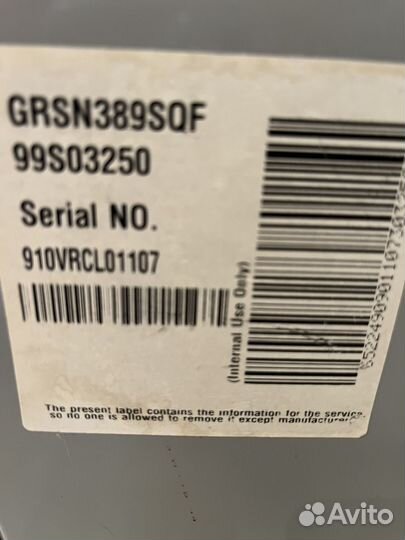 GRSN389SQF
99S03250
Serial NO.
910VRCL01107
(Internal Use Only)
The present label contains the information for the service,
so no one is allowed to remove it except manufacturer.
Avito